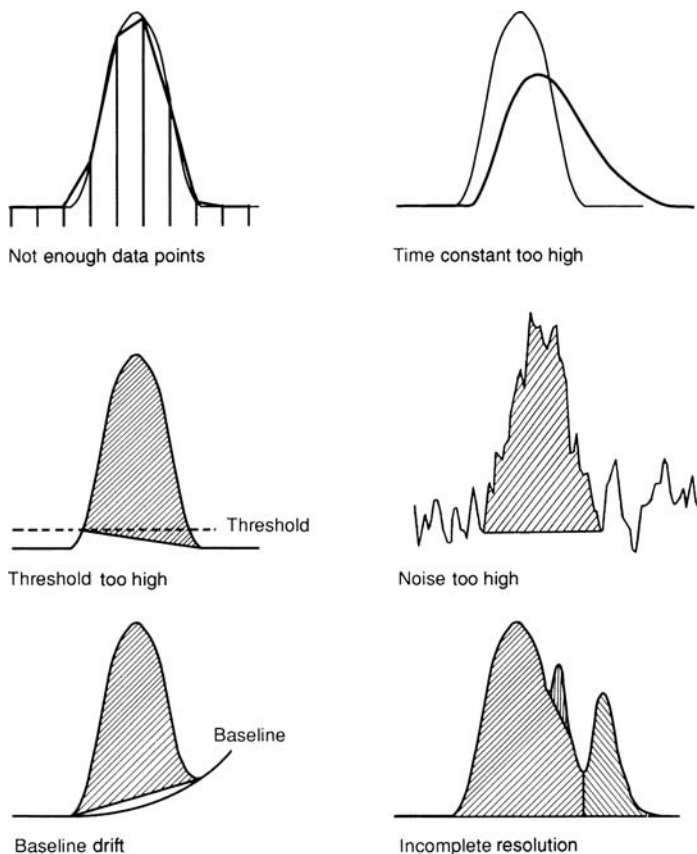 Not enough data points
Time constant too high
Threshold
Threshold too high
Noise too high
Baseline
Baseline drift
Incomplete resolution